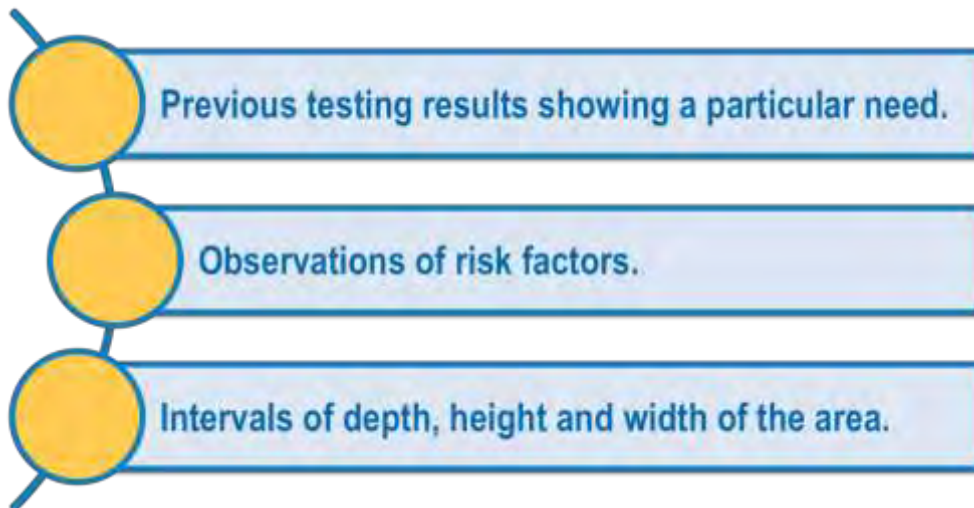 Previous testing results showing a particular need.
Observations of risk factors.
Intervals of depth, height and width of the area.